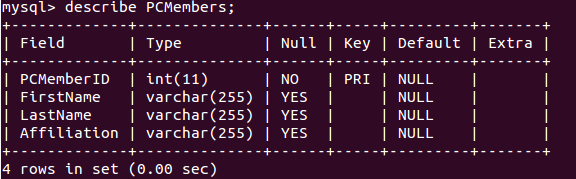 mysql> describe PCMembers;
+-------------+--------------+------+-----+---------+-------+
| Field       | Type         | Null | Key | Default | Extra |
+-------------+--------------+------+-----+---------+-------+
| PCMemberID  | int(11)      | NO   | PRI | NULL    |       |
| FirstName   | varchar(255) | YES  |     | NULL    |       |
| LastName    | varchar(255) | YES  |     | NULL    |       |
| Affiliation | varchar(255) | YES  |     | NULL    |       |
+-------------+--------------+------+-----+---------+-------+
4 rows in set (0.00 sec)